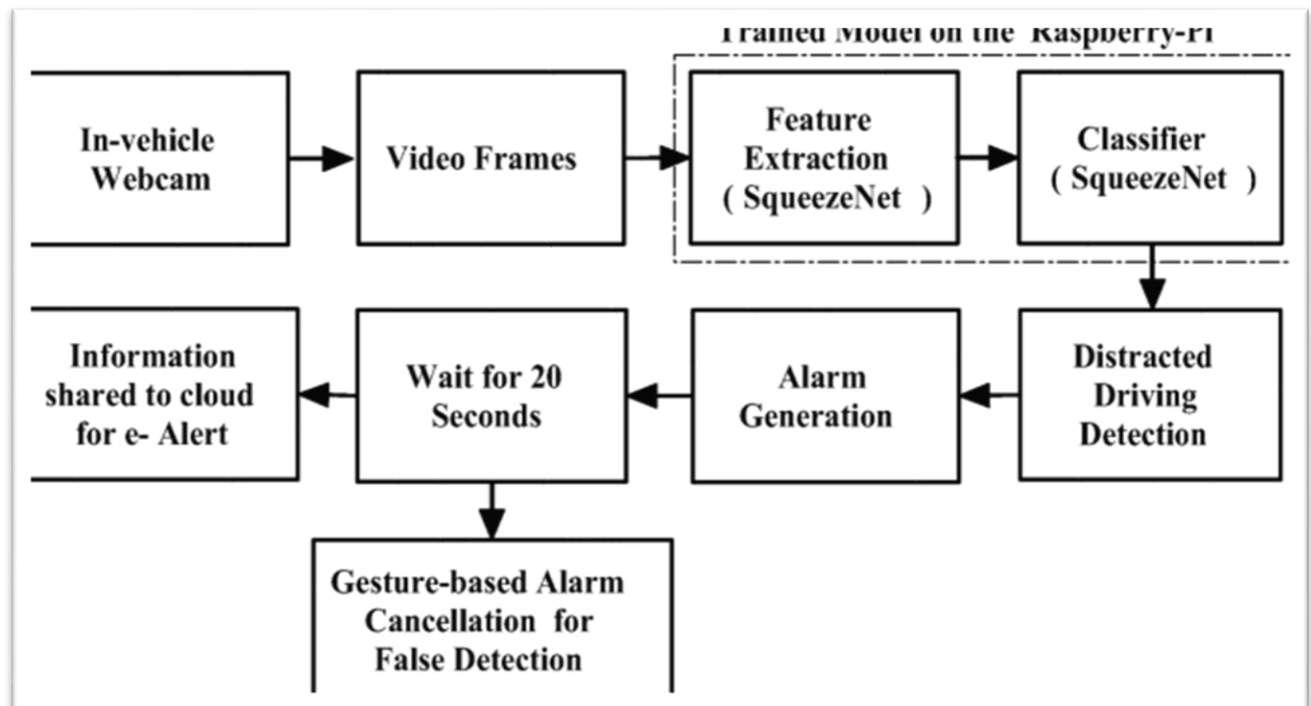 Trained Model on the Raspberry-Pi
In-vehicle
Webcam
Video Frames
Feature
Extraction
( SqueezeNet )
Classifier
( SqueezeNet )
Information
shared to cloud
for e- Alert
Wait for 20
Seconds
Alarm
Generation
Distracted
Driving
Detection
Gesture-based Alarm
Cancellation for
False Detection